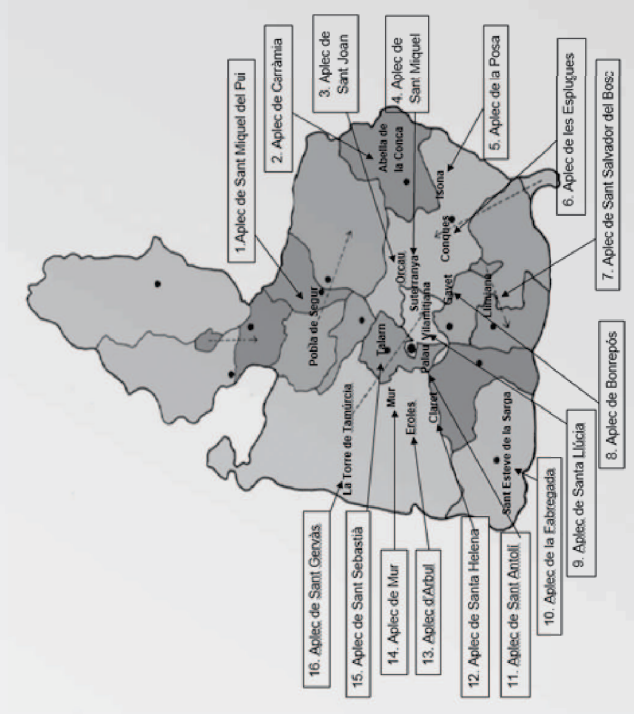 1.Aplec de Sant Miquel del Pui
2. Aplec de Carràmia
3. Aplec de
Sant Joan
4. Aplec de
Sant Miquel
5. Aplec de la Posa
6. Aplec de les Esplugues
7. Aplec de Sant Salvador del Bosc
8. Aplec de Bonrepós
9. Aplec de Santa Llúcia
10. Aplec de la Fabregada
11. Aplec de Sant Antolí
12. Aplec de Santa Helena
13. Aplec d'Arbul
14. Aplec de Mur
15. Aplec de Sant Sebastià
16. Aplec de Sant Gervàs
Abella de
la Conca
Isona
Conques
Orcau
Suterranya
Gavet
Llimiana
Pobla de Segur
Talarn
Vilamitjana
Palau
La Torre de Tamúrcia
Mur
Eroles
Claret
Sant Esteve de la Sarga